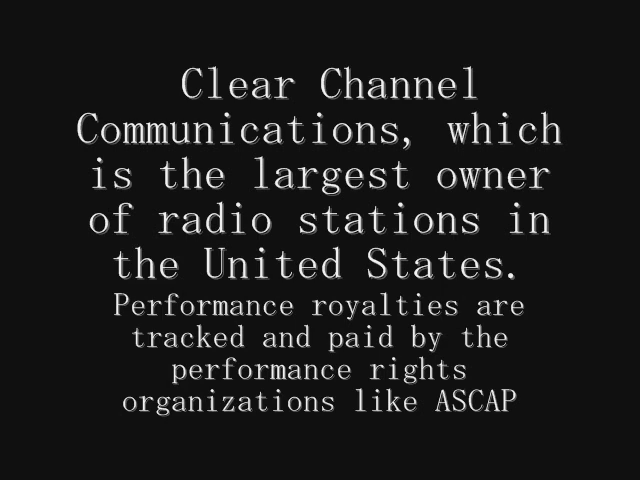 Clear Channel
Communications, which
is the largest owner
of radio stations in
the United States.
Performance royalties are
tracked and paid by the
performance rights
organizations like ASCAP